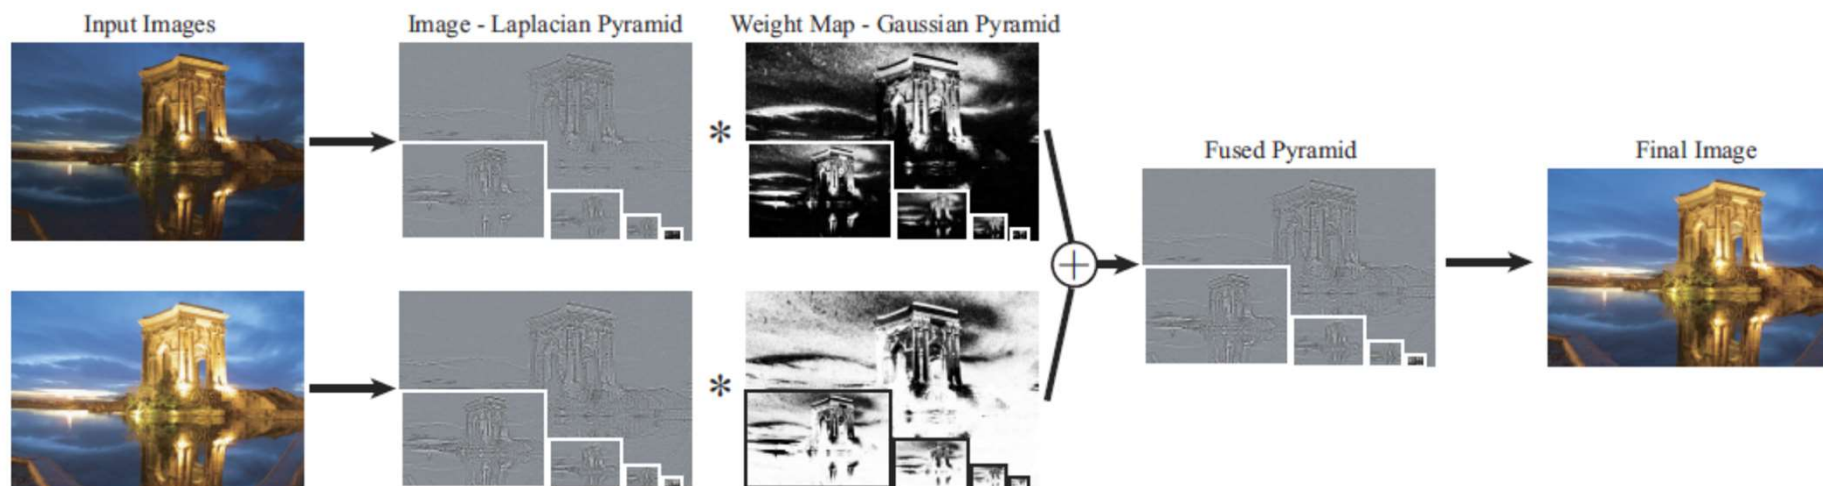 Input Images
Image - Laplacian Pyramid
Weight Map - Gaussian Pyramid
Fused Pyramid
Final Image